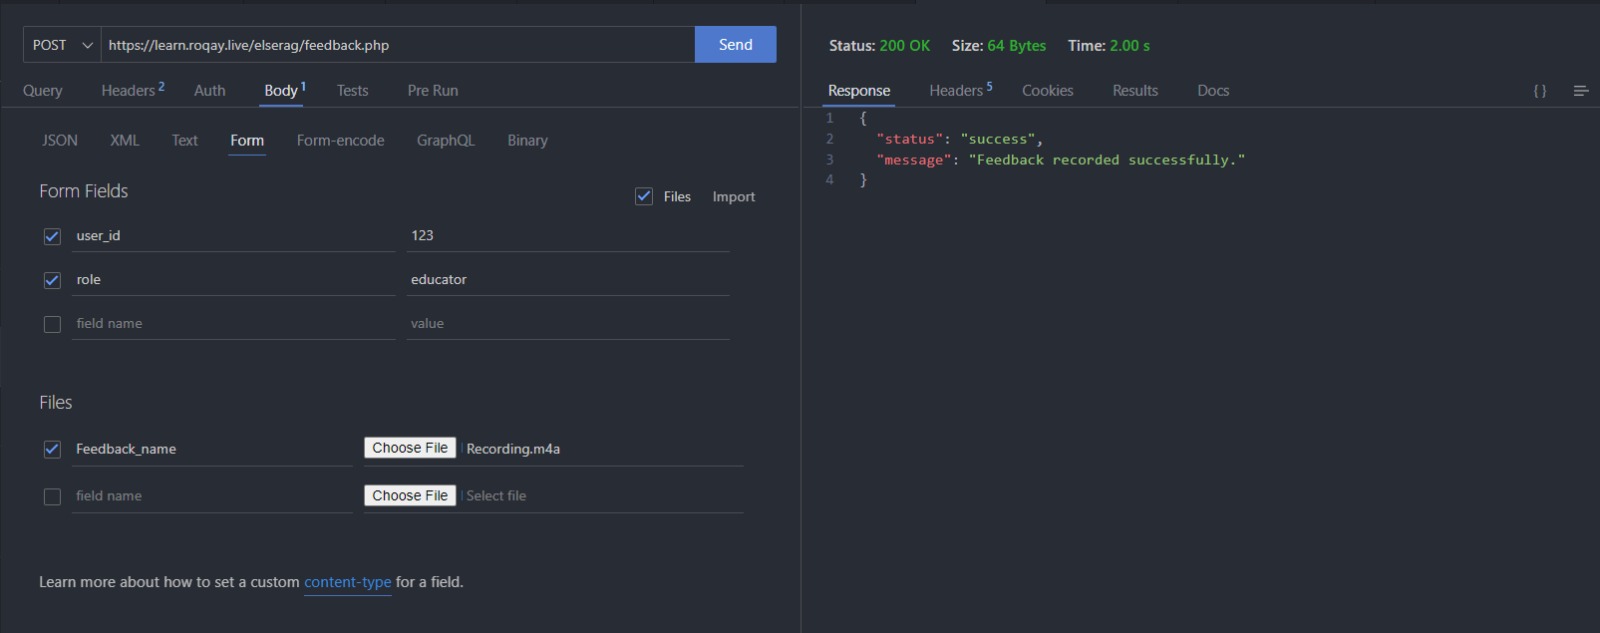 POST https://learn.roqay.live/elserag/feedback.php Send
Query Headers 2 Auth Body 1 Tests Pre Run
JSON XML Text Form Form-encode GraphQL Binary
Form Fields
Files Import
user_id 123
role educator
field name value
Files
Feedback_name Choose File Recording.m4a
field name Choose File Select file
Learn more about how to set a custom content-type for a field.
Status: 200 OK Size: 64 Bytes Time: 2.00 s
Response Headers 5 Cookies Results Docs { }
1 {
2 "status": "success",
3 "message": "Feedback recorded successfully."
4 }